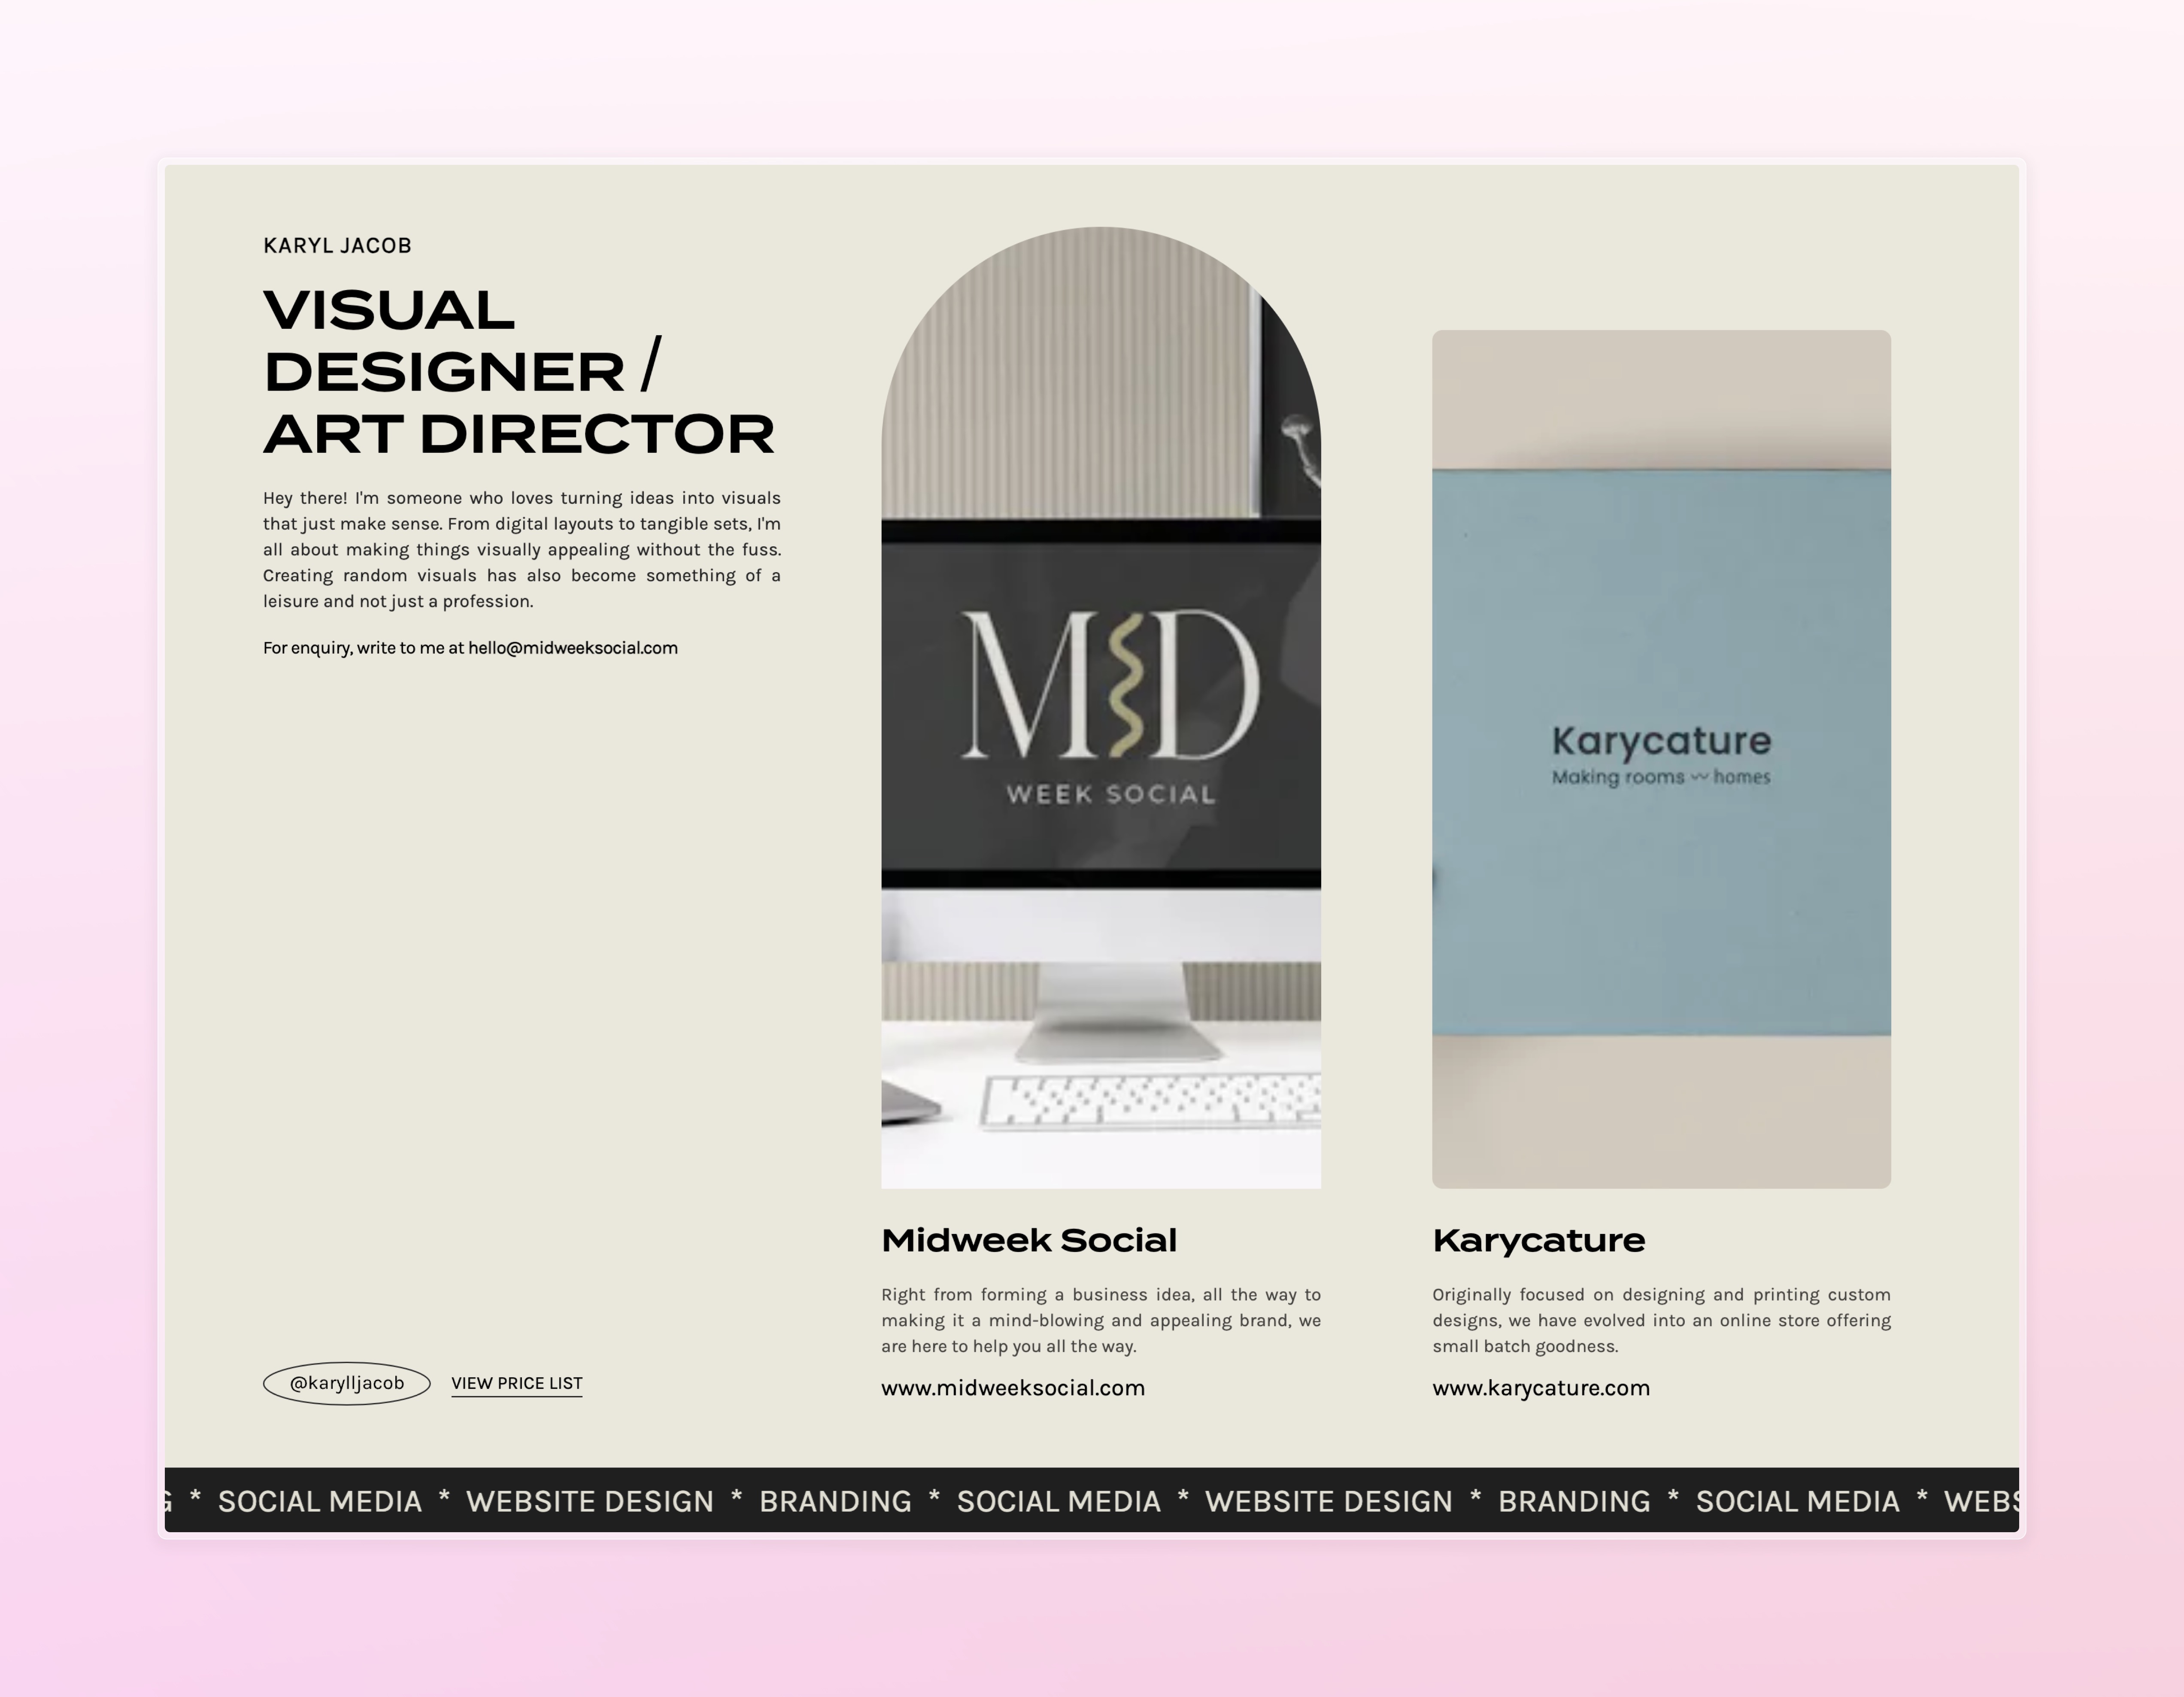 KARYL JACOB
VISUAL
DESIGNER /
ART DIRECTOR
Hey there! I'm someone who loves turning ideas into visuals
that just make sense. From digital layouts to tangible sets, I'm
all about making things visually appealing without the fuss.
Creating random visuals has also become something of a
leisure and not just a profession.
For enquiry, write to me at hello@midweeksocial.com
@karylljacob
VIEW PRICE LIST
MID
WEEK SOCIAL
Midweek Social
Right from forming a business idea, all the way to
making it a mind-blowing and appealing brand, we
are here to help you all the way.
www.midweeksocial.com
Karycature
Making rooms 〰 homes
Karycature
Originally focused on designing and printing custom
designs, we have evolved into an online store offering
small batch goodness.
www.karycature.com
G * SOCIAL MEDIA * WEBSITE DESIGN * BRANDING * SOCIAL MEDIA * WEBSITE DESIGN * BRANDING * SOCIAL MEDIA * WEBS